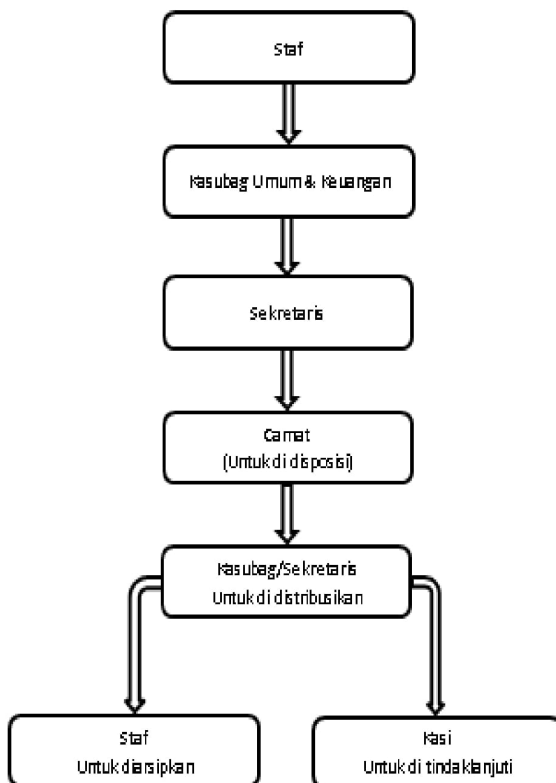 Staf
Kasubag Umum & Keuangan
Sekretaris
Camat
(Untuk di disposisi)
Kasubag/Sekretaris
Untuk di distribusikan
Staf
Untuk diarsipkan
Kasi
Untuk di tindaklanjuti